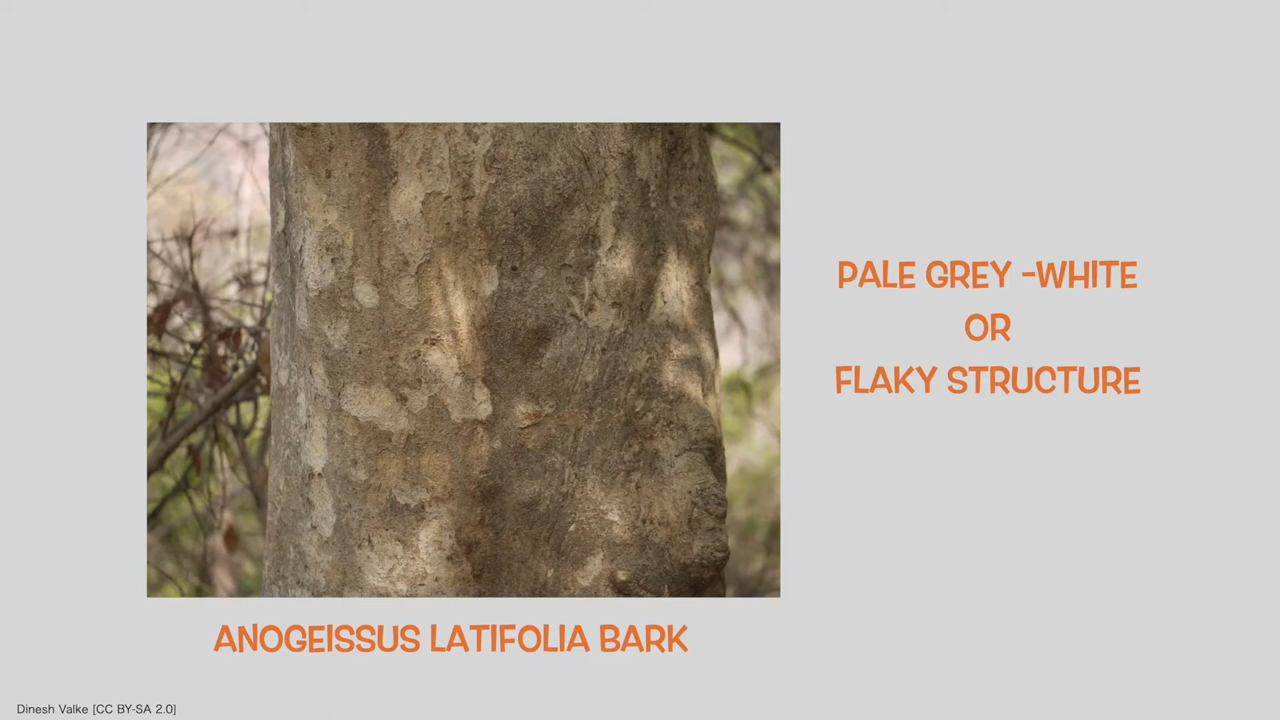 PALE GREY -WHITE
OR
FLAKY STRUCTURE
ANOGEISSUS LATIFOLIA BARK
Dinesh Valke [CC BY-SA 2.0]